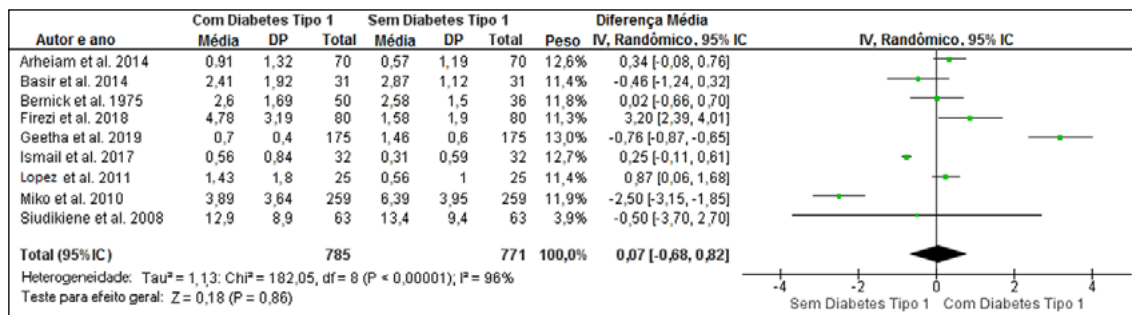 Com Diabetes Tipo 1 Sem Diabetes Tipo 1 Diferença Média
Autor e ano Média DP Total Média DP Total Peso IV, Randômico, 95% IC IV, Randômico, 95% IC
Arheiam et al. 2014 0,91 1,32 70 0,57 1,19 70 12,6% 0,34 [-0,08, 0,76]
Basir et al. 2014 2,41 1,92 31 2,87 1,12 31 11,4% -0,46 [-1,24, 0,32]
Bernick et al. 1975 2,6 1,69 50 2,58 1,5 36 11,8% 0,02 [-0,66, 0,70]
Firezi et al. 2018 4,78 3,19 80 1,58 1,9 80 11,3% 3,20 [2,39, 4,01]
Geetha et al. 2019 0,7 0,4 175 1,46 0,6 175 13,0% -0,76 [-0,87, -0,65]
Ismail et al. 2017 0,56 0,84 32 0,31 0,59 32 12,7% 0,25 [-0,11, 0,61]
Lopez et al. 2011 1,43 1,8 25 0,56 1 25 11,4% 0,87 [0,06, 1,68]
Miko et al. 2010 3,89 3,64 259 6,39 3,95 259 11,9% -2,50 [-3,15, -1,85]
Siudikiene et al. 2008 12,9 8,9 63 13,4 9,4 63 3,9% -0,50 [-3,70, 2,70]
Total (95%IC) 785 771 100,0% 0,07 [-0,68, 0,82]
Heterogeneidade: Tau² = 1,13: Chi² = 182,05, df = 8 (P < 0,00001); I² = 96%
Teste para efeito geral: Z = 0,18 (P = 0,86)
-4 -2 0 2 4
Sem Diabetes Tipo 1 Com Diabetes Tipo 1